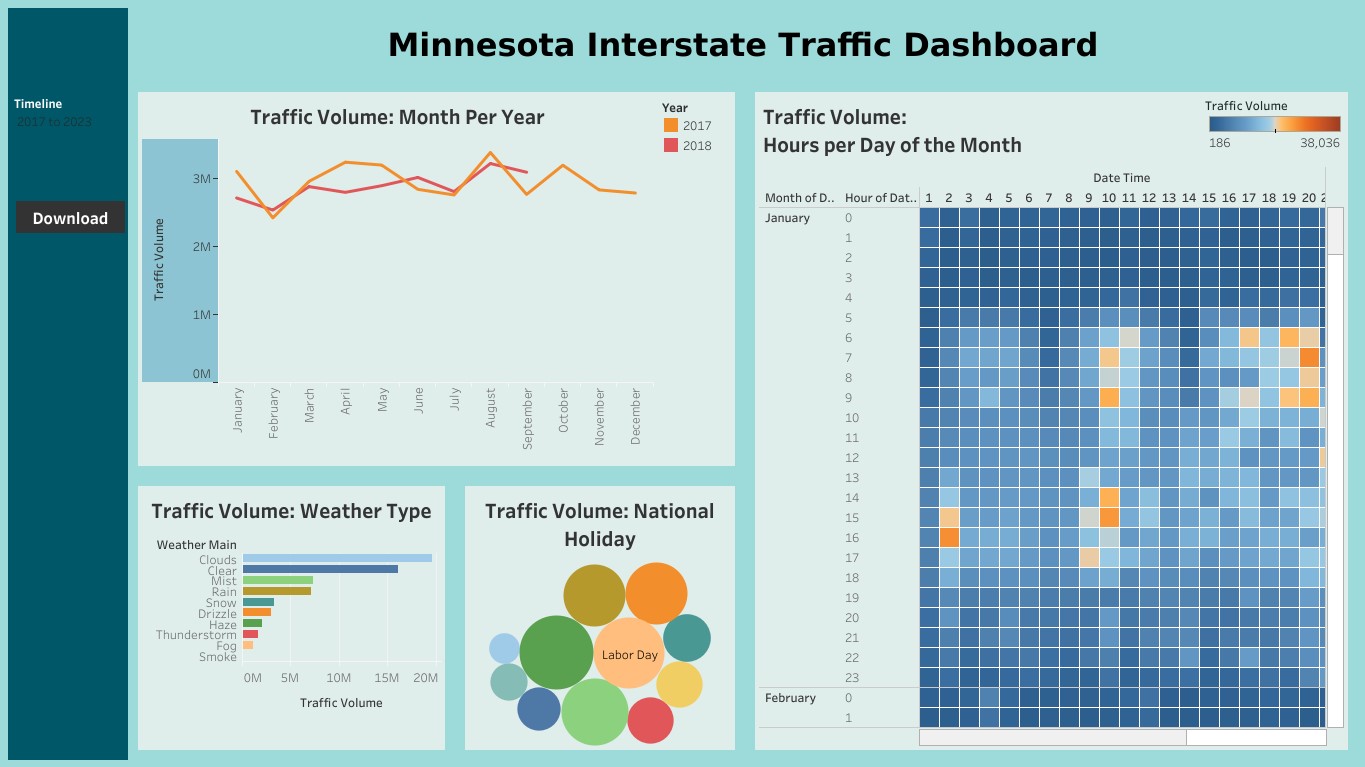 Minnesota Interstate Traffic Dashboard
Timeline
2017 to 2023
Download
Traffic Volume: Month Per Year
Year
2017
2018
Traffic Volume
3M
2M
1M
0M
January
February
March
April
May
June
July
August
September
October
November
December
Traffic Volume: Weather Type
Weather Main
Clouds
Clear
Mist
Rain
Snow
Drizzle
Haze
Thunderstorm
Fog
Smoke
0M 5M 10M 15M 20M
Traffic Volume
Traffic Volume: National
Holiday
Labor Day
Traffic Volume:
Hours per Day of the Month
Traffic Volume
186 38,036
Date Time
Month of D.. Hour of Dat.. 1 2 3 4 5 6 7 8 9 10 11 12 13 14 15 16 17 18 19 20
January 0
1
2
3
4
5
6
7
8
9
10
11
12
13
14
15
16
17
18
19
20
21
22
23
February 0
1